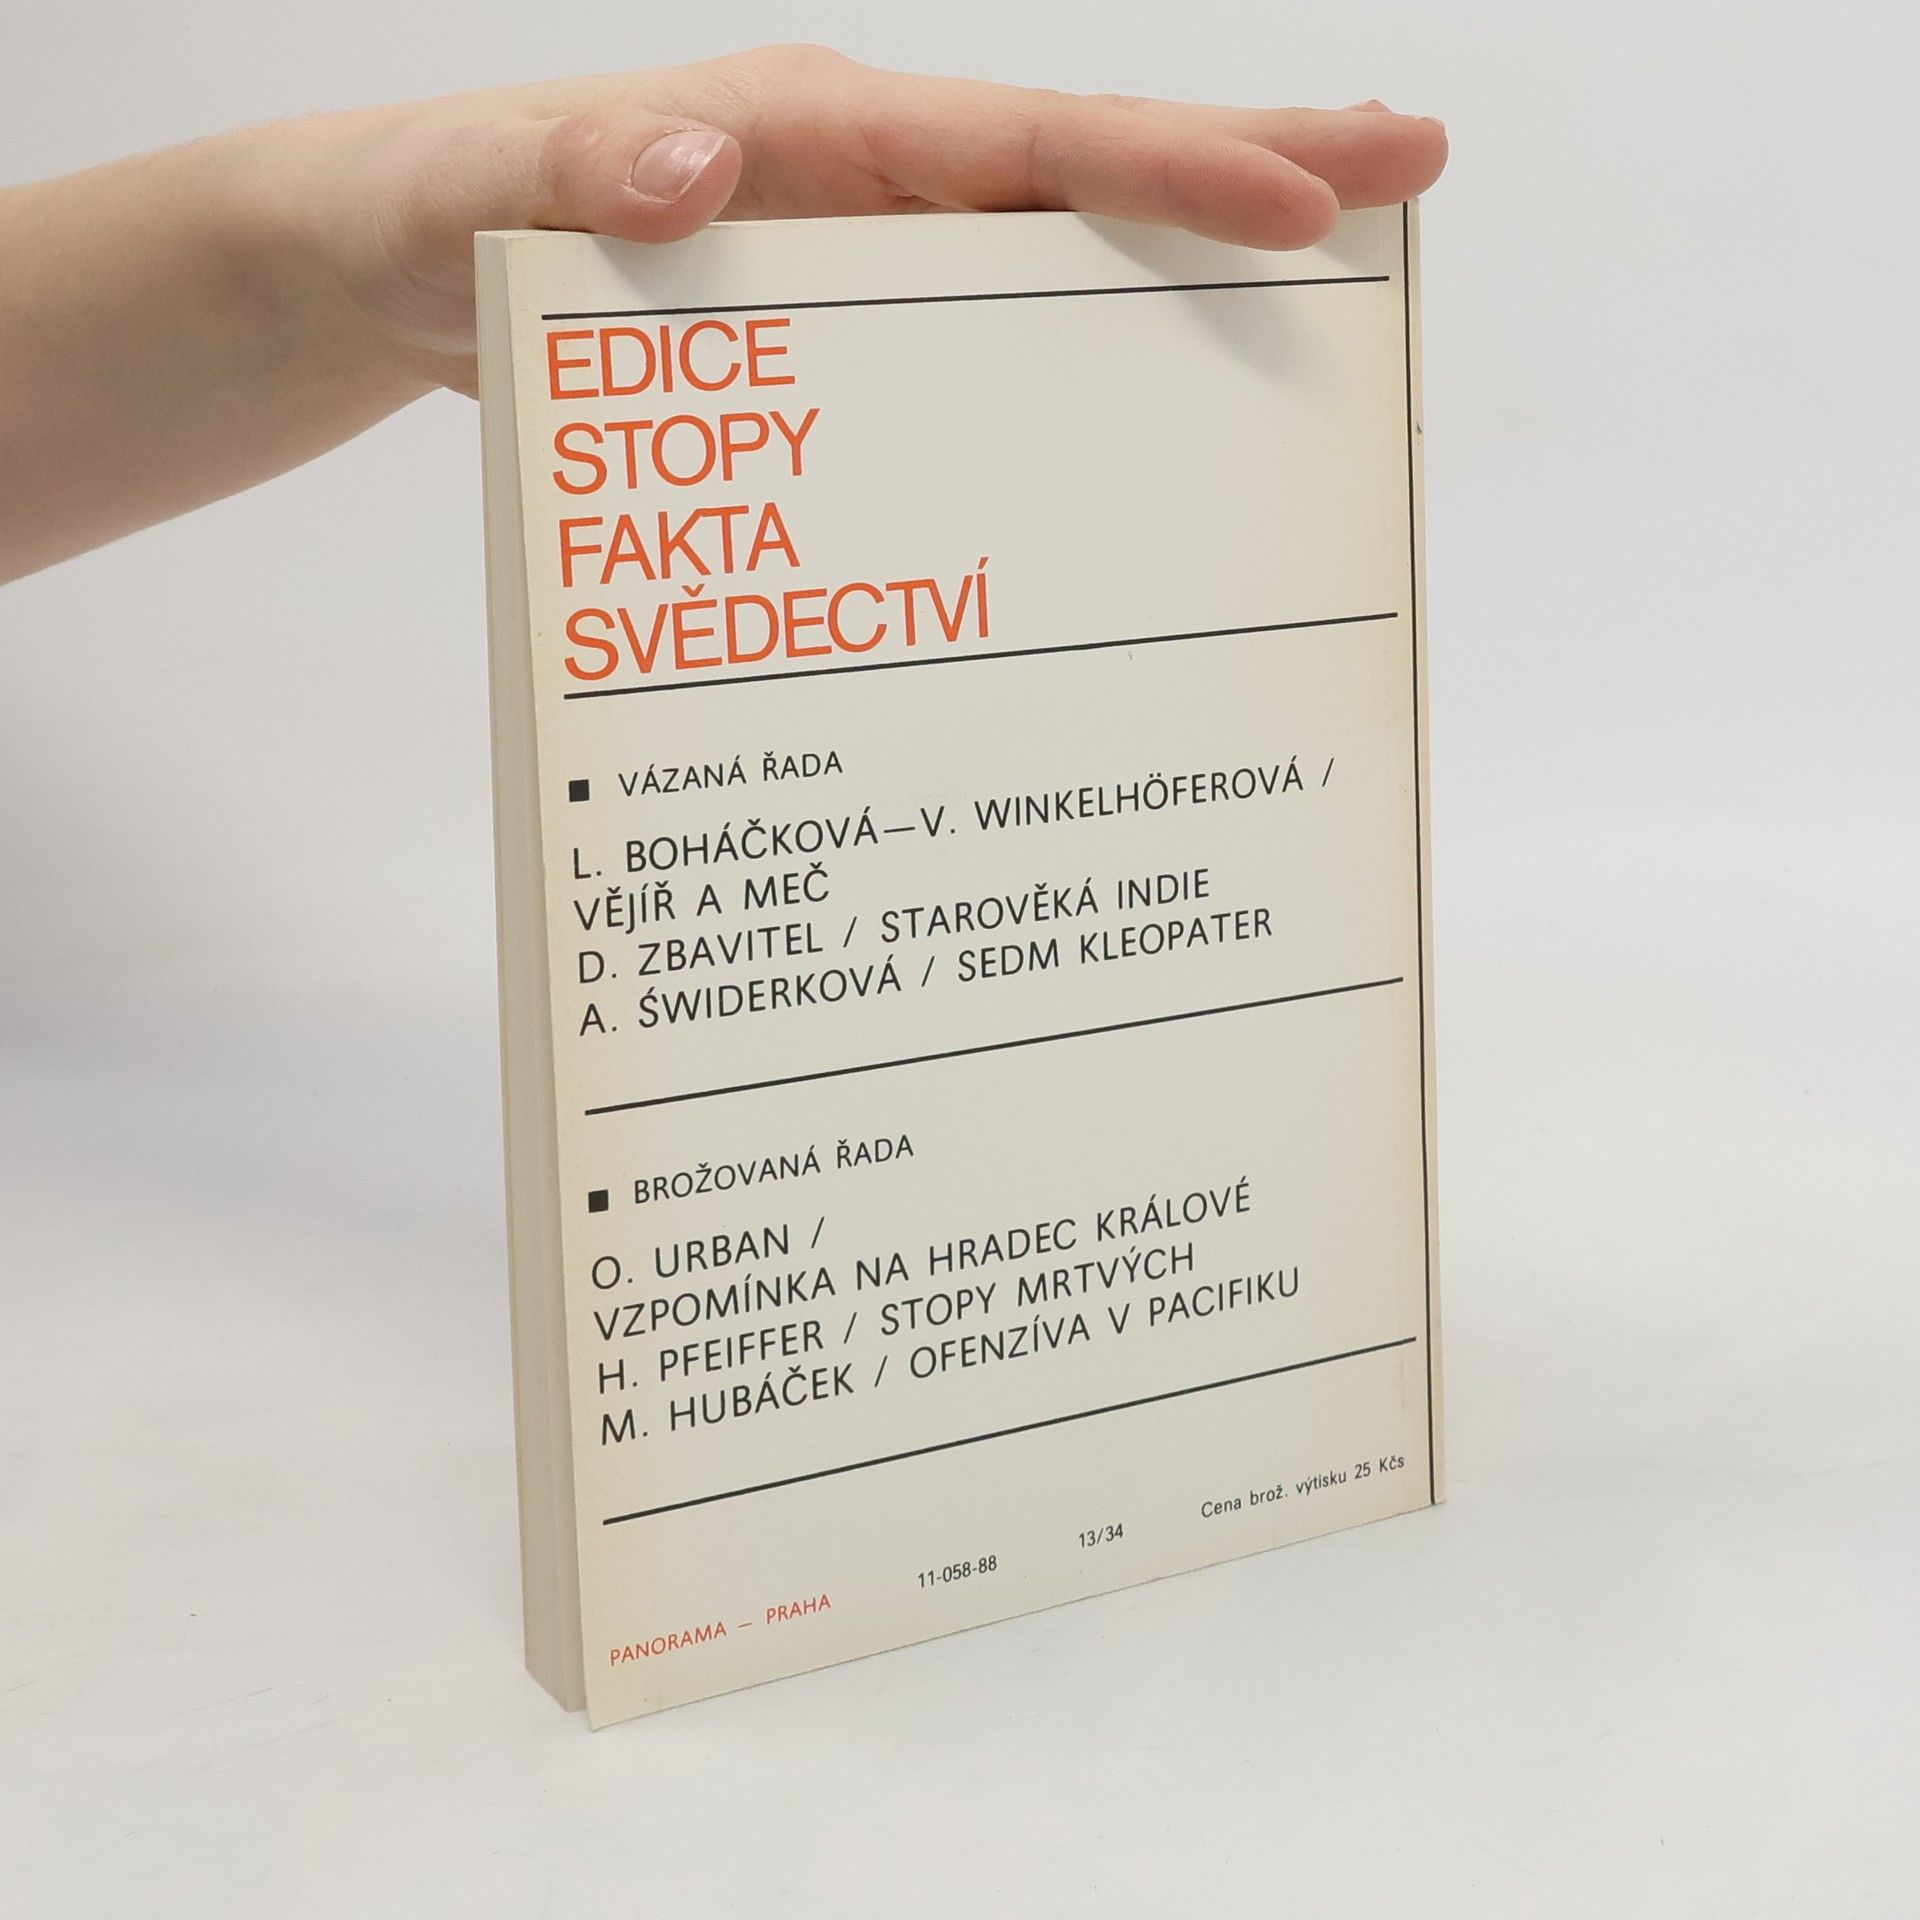 EDICE
STOPY
FAKTA
SVĚDECTVÍ
■ VÁZANÁ ŘADA
L. BOHÁČKOVÁ—V. WINKELHÖFEROVÁ /
VĚJÍŘ A MEČ
D. ZBAVITEL / STAROVĚKÁ INDIE
A. ŚWIDERKOVÁ / SEDM KLEOPATER
■ BROŽOVANÁ ŘADA
O. URBAN /
VZPOMÍNKA NA HRADEC KRÁLOVÉ
H. PFEIFFER / STOPY MRTVÝCH
M. HUBÁČEK / OFENZÍVA V PACIFIKU
PANORAMA – PRAHA 11-058-88 13/34 Cena brož. výtisku 25 Kčs